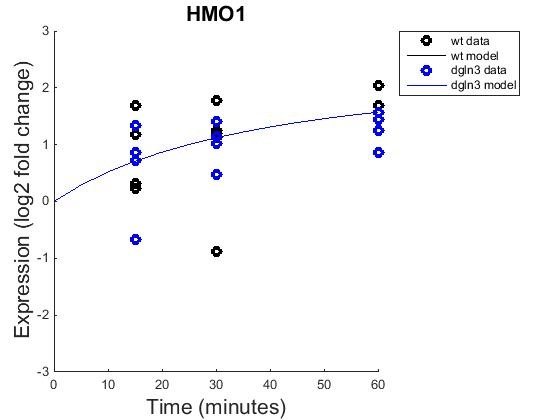 HMO1
wt data
wt model
dgln3 data
dgln3 model
Expression (log2 fold change)
3
2
1
0
-1
-2
-3
0 10 20 30 40 50 60
Time (minutes)